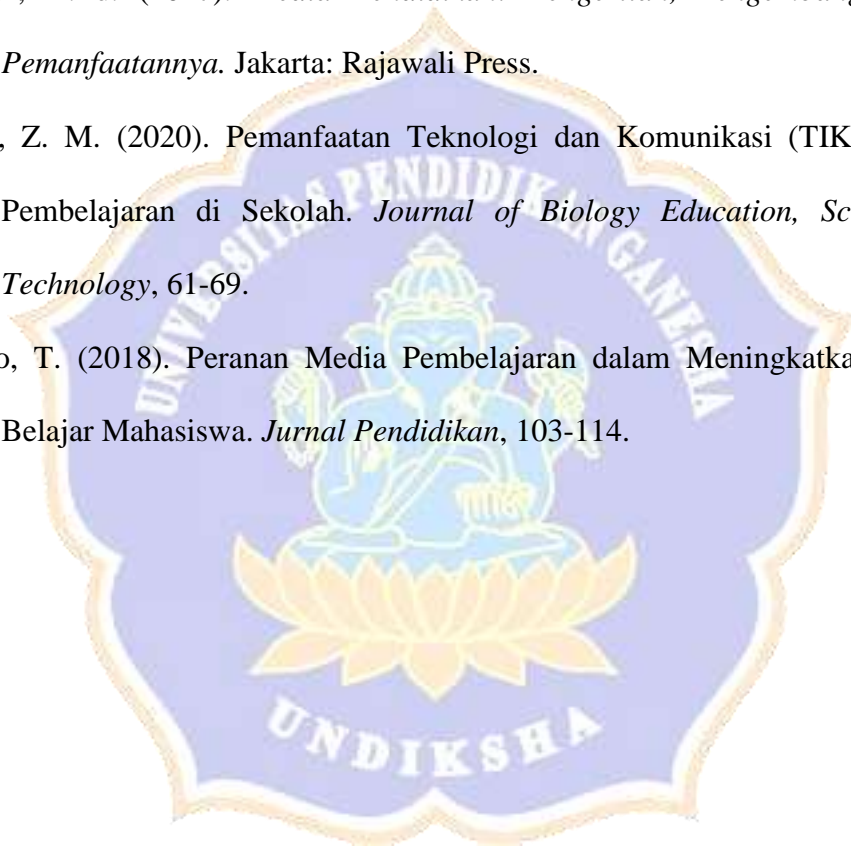 Pemanfaatannya. Jakarta: Rajawali Press.
, Z. M. (2020). Pemanfaatan Teknologi dan Komunikasi (TIK
Pembelajaran di Sekolah. Journal of Biology Education, Sc
Technology, 61-69.
o, T. (2018). Peranan Media Pembelajaran dalam Meningkatka
Belajar Mahasiswa. Jurnal Pendidikan, 103-114.
UNIVERSITAS PENDIDIKAN GANESHA
UNDIKSHA